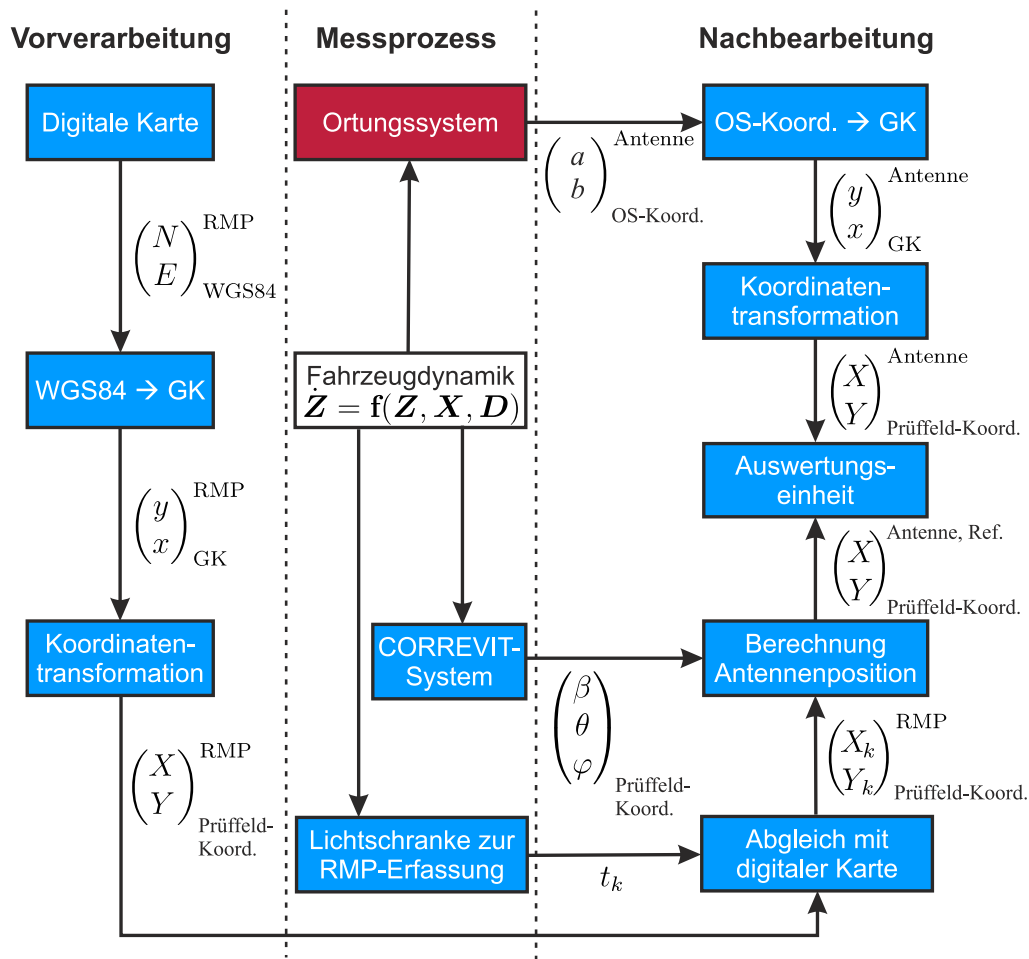 Vorverarbeitung
Messprozess
Nachbearbeitung
Digitale Karte
(N
E) RMP
WGS84
WGS84 → GK
(y
x) RMP
GK
Koordinaten-
transformation
(X
Y) RMP
Prüffeld-
Koord.
Ortungssystem
(a
b) Antenne
OS-Koord.
Fahrzeugdynamik
Ż = f(Z, X, D)
CORREVIT-
System
(β
θ
φ)
Prüffeld-
Koord.
Lichtschranke zur
RMP-Erfassung
t_k
OS-Koord. → GK
(y
x) Antenne
GK
Koordinaten-
transformation
(X
Y) Antenne
Prüffeld-Koord.
Auswertungs-
einheit
(X
Y) Antenne, Ref.
Prüffeld-Koord.
Berechnung
Antennenposition
(X_k
Y_k) RMP
Prüffeld-Koord.
Abgleich mit
digitaler Karte